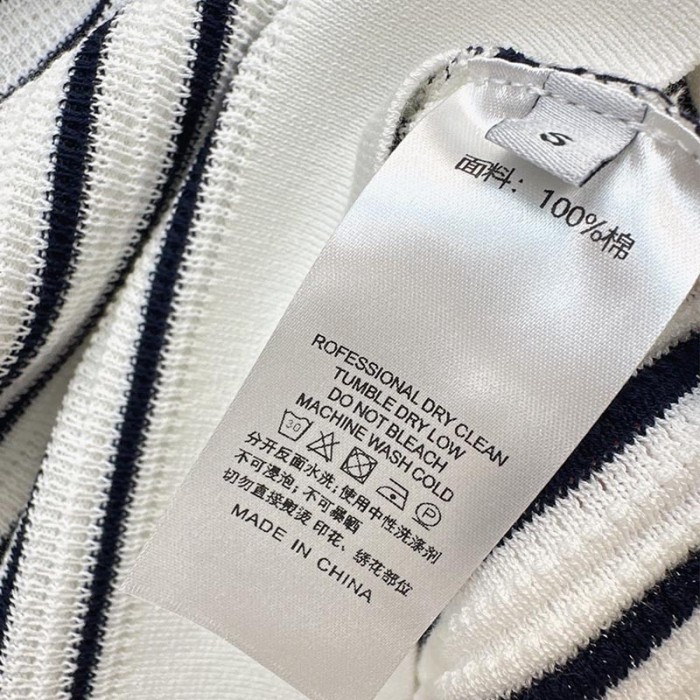 S
面料：100%棉
ROFESSIONAL DRY CLEAN
TUMBLE DRY LOW
DO NOT BLEACH
MACHINE WASH COLD
30 P
分开反面水洗；使用中性洗涤剂
不可浸泡；不可暴晒
切勿直接熨烫 印花、绣花部位
MADE IN CHINA